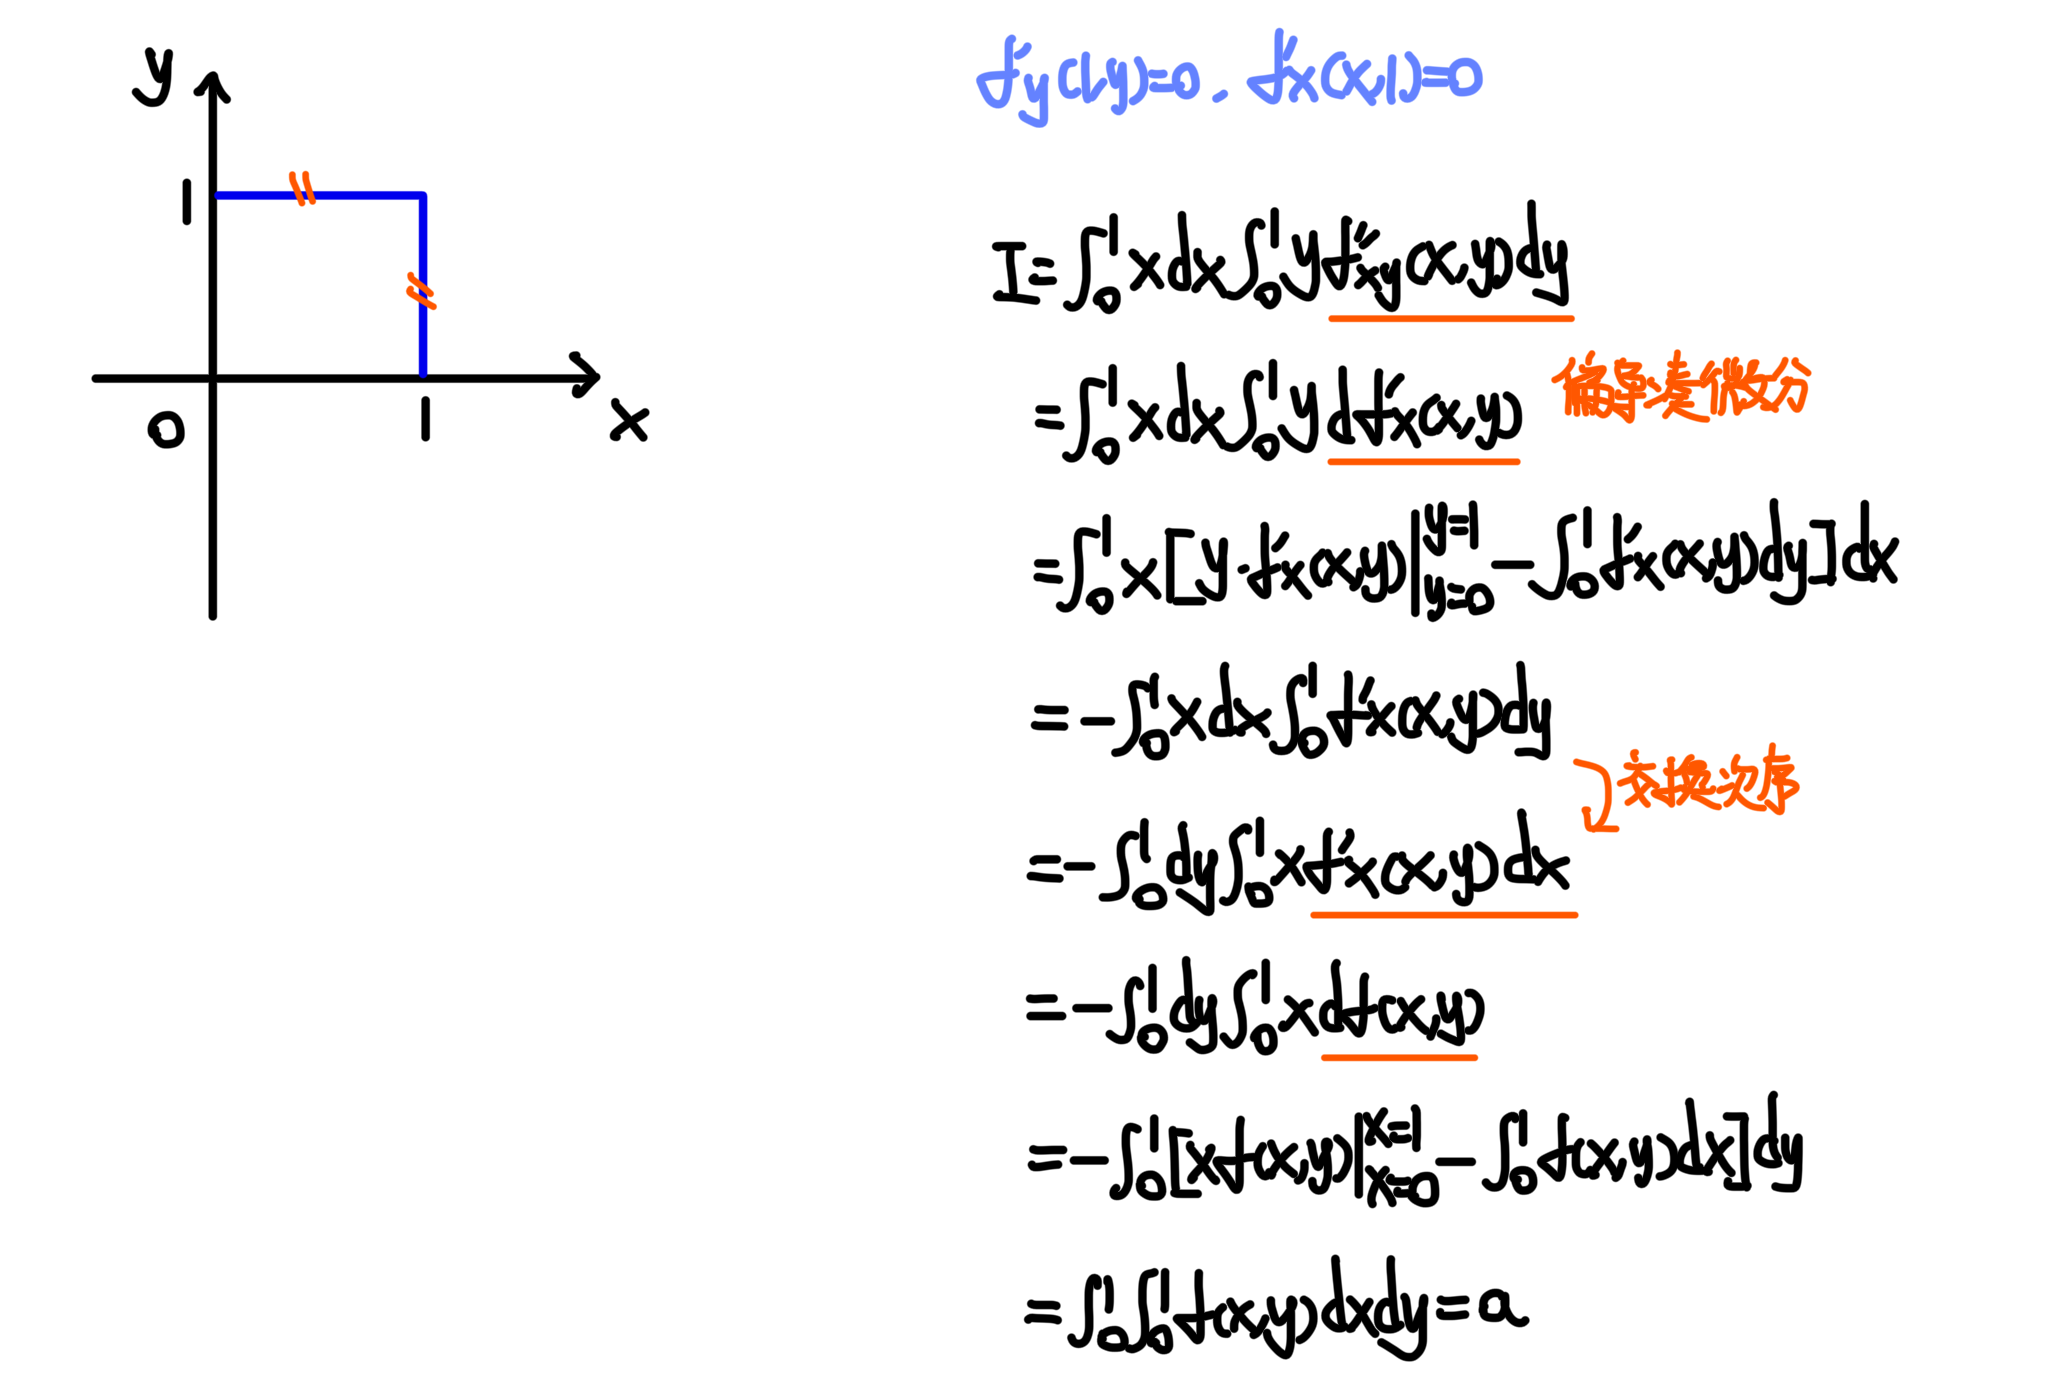 y
1
0
1
x
f'y(1,y)=0, f'x(x,1)=0
I=∫₀¹xdx∫₀¹yf''xy(x,y)dy
=∫₀¹xdx∫₀¹ydf'x(x,y) 偏导凑微分
=∫₀¹x[y·f'x(x,y)|y=1 y=0 -∫₀¹f'x(x,y)dy]dx
=-∫₀¹xdx∫₀¹f'x(x,y)dy
交换次序
=-∫₀¹dy∫₀¹xf'x(x,y)dx
=-∫₀¹dy∫₀¹xdf(x,y)
=-∫₀¹[xf(x,y)|x=1 x=0 -∫₀¹f(x,y)dx]dy
=∫₀¹∫₀¹f(x,y)dxdy=a